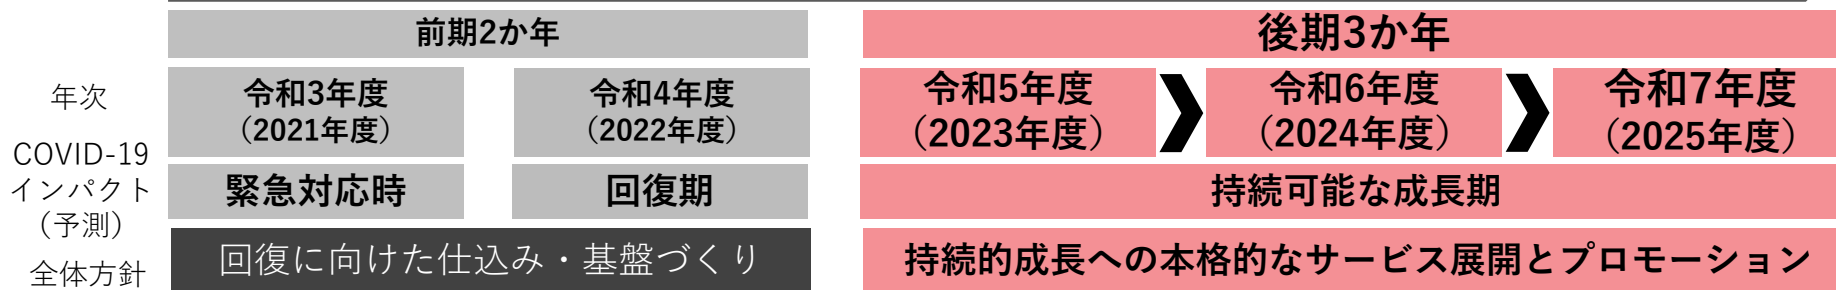 前期2か年
後期3か年
年次
令和3年度
（2021年度）
令和4年度
（2022年度）
令和5年度
（2023年度）
令和6年度
（2024年度）
令和7年度
（2025年度）
COVID-19
インパクト
（予測）
緊急対応時
回復期
持続可能な成長期
全体方針
回復に向けた仕込み・基盤づくり
持続的成長への本格的なサービス展開とプロモーション